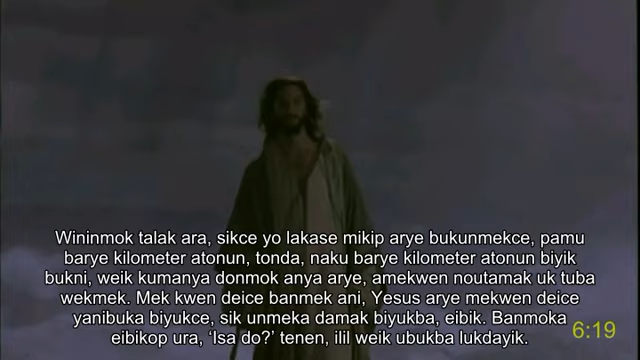 Wininmok talak ara, sikce yo lakase mikip arye bukunmekce, pamu
barye kilometer atonun, tonda, naku barye kilometer atonun biyik
bukni, weik kumanya donmok anya arye, amekwen noutamak uk tuba
wekmek. Mek kwen deice banmek ani, Yesus arye mekwen deice
yanibuka biyukce, sik unmeka damak biyukba, eibik. Banmoka
eibikop ura, ‘Isa do?’ tenen, ilil weik ubukba lukdayik.
6:19